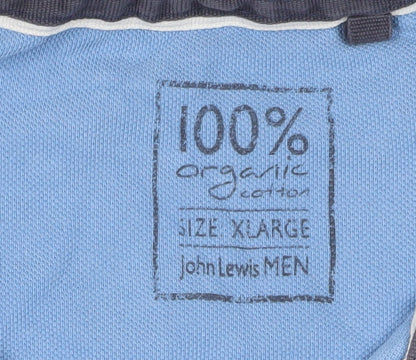 100%
organic
cotton
SIZE XLARGE
John Lewis MEN